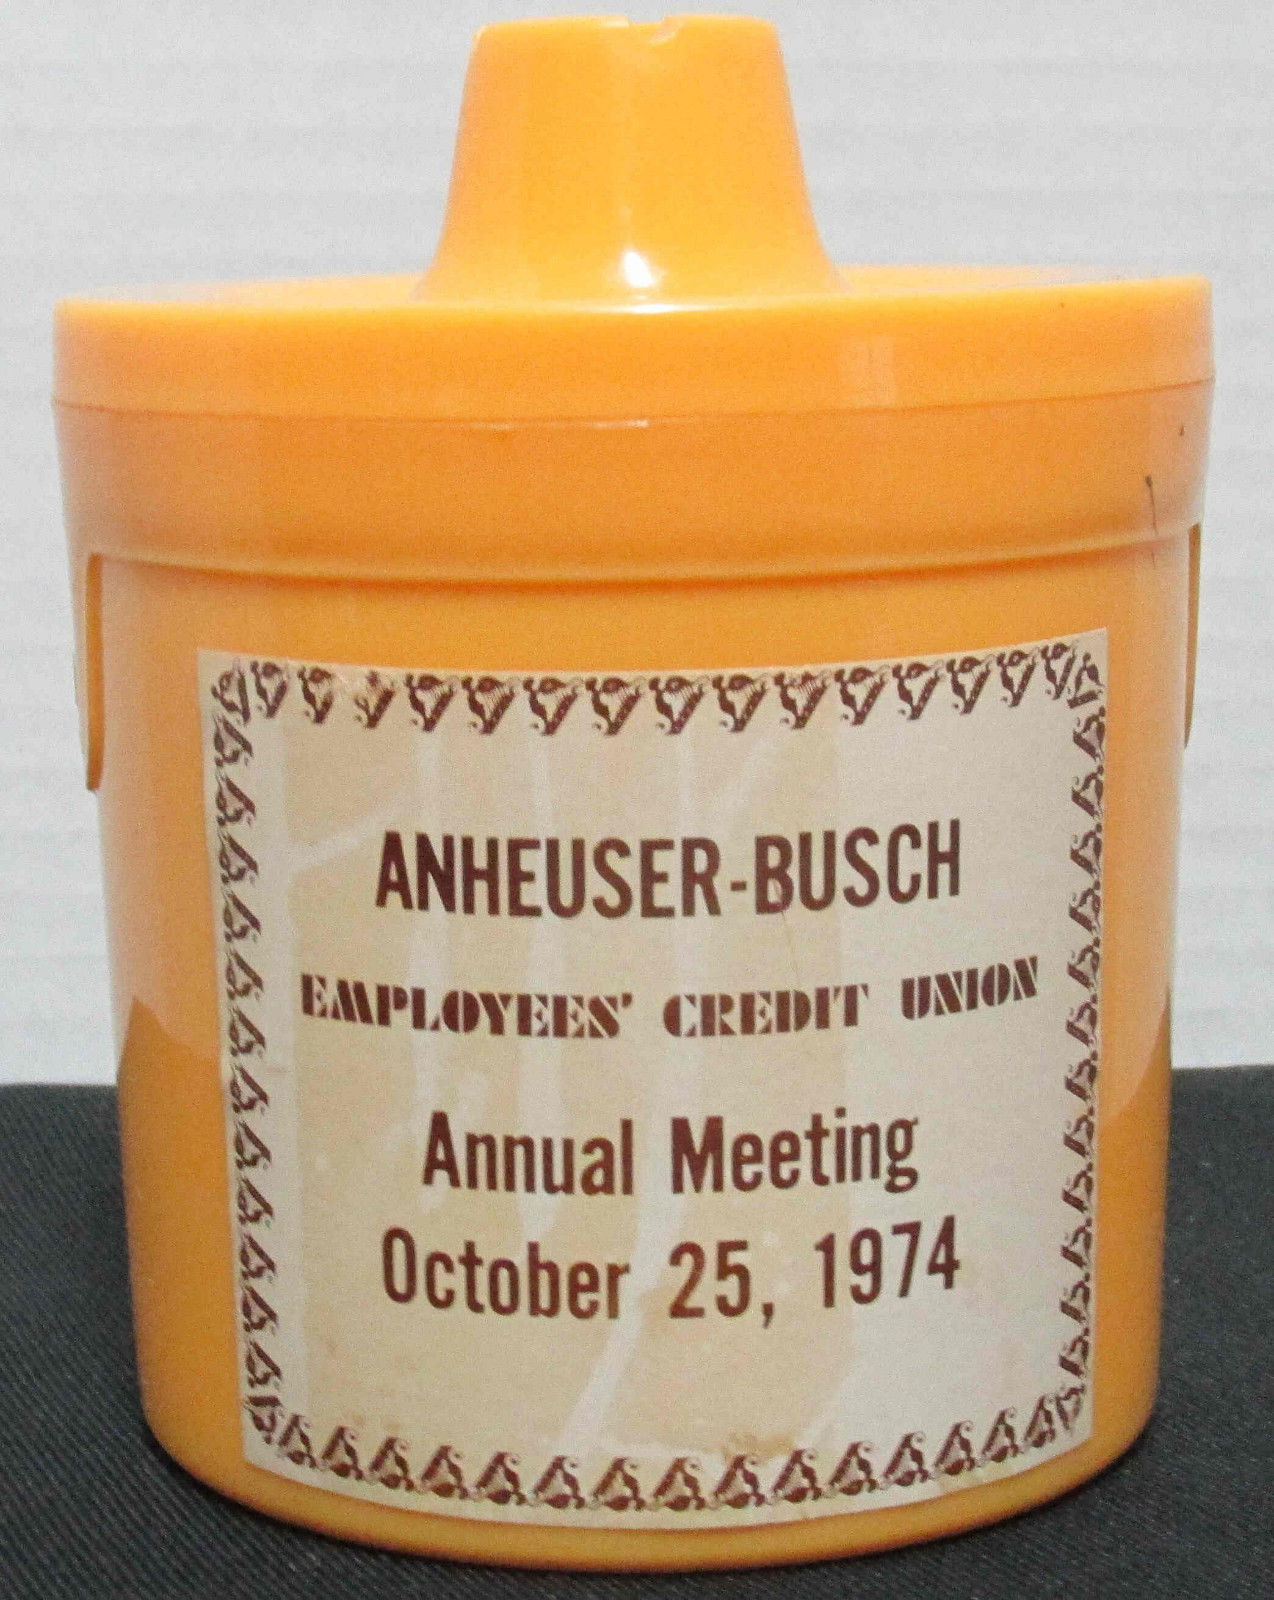 ANHEUSER-BUSCH
EMPLOYEES' CREDIT UNION
Annual Meeting
October 25, 1974